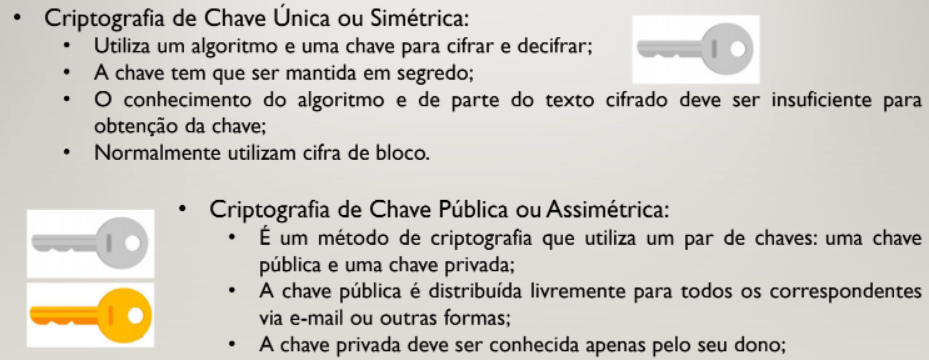 • Criptografia de Chave Única ou Simétrica:
• Utiliza um algoritmo e uma chave para cifrar e decifrar;
• A chave tem que ser mantida em segredo;
• O conhecimento do algoritmo e de parte do texto cifrado deve ser insuficiente para
obtenção da chave;
• Normalmente utilizam cifra de bloco.
• Criptografia de Chave Pública ou Assimétrica:
• É um método de criptografia que utiliza um par de chaves: uma chave
pública e uma chave privada;
• A chave pública é distribuída livremente para todos os correspondentes
via e-mail ou outras formas;
• A chave privada deve ser conhecida apenas pelo seu dono;